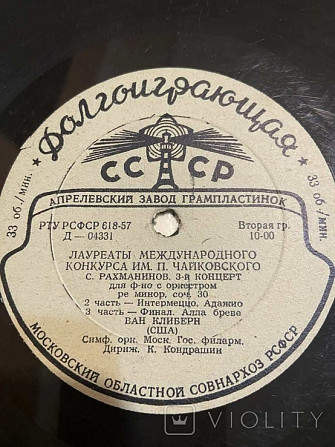 ★ Долгоиграющая ★
33 об./мин.
33 об./мин.
СССР
АПРЕЛЕВСКИЙ ЗАВОД ГРАМПЛАСТИНОК
РТУ РСФСР 618-57
Вторая гр.
Д — 04331
10-00
ЛАУРЕАТЫ МЕЖДУНАРОДНОГО
КОНКУРСА ИМ. П. ЧАЙКОВСКОГО
С. РАХМАНИНОВ. 3-й КОНЦЕРТ
для ф-но с оркестром
ре минор, соч. 30
2 часть — Интермеццо, Адажио
3 часть — Финал. Алла бреве
ВАН КЛИБЕРН
(США)
Симф. орк. Моск. Гос. филарм.
Дириж. К. Кондрашин
МОСКОВСКИЙ ОБЛАСТНОЙ СОВНАРХОЗ РСФСР
VIOLITY